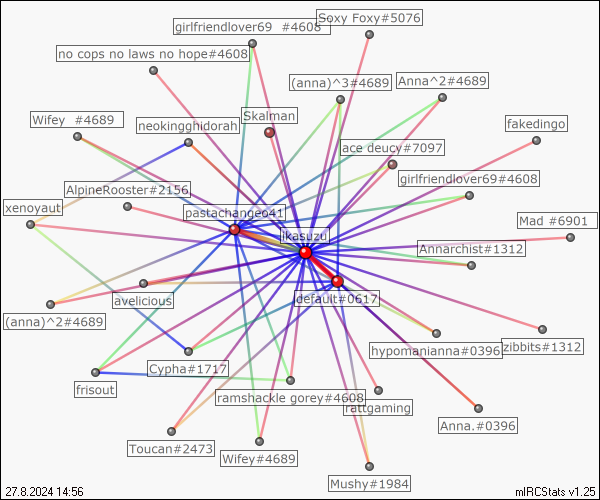 girlfriendlover69 #4608
Soxy Foxy#5076
no cops no laws no hope#4608
(anna)^3#4689
Anna^2#4689
Wifey #4689
neokingghidorah
Skalman
ace deucy#7097
fakedingo
AlpineRooster#2156
girlfriendlover69#4608
xenoyaut
pastachangeo41
ikasuzu
Mad #6901
Annarchist#1312
avelicious
default#0617
(anna)^2#4689
Cypha#1717
hypomanianna#0396
zibbits#1312
frisout
ramshackle gorey#4608
rattgaming
Anna.#0396
Toucan#2473
Wifey#4689
Mushy#1984
27.8.2024 14:56
mIRCStats v1.25